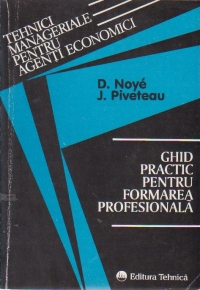 TEHNICI
MANAGERIALE
PENTRU
AGENȚI ECONOMICI
D. Noyé
J. Piveteau
GHID
PRACTIC
PENTRU
FORMAREA
PROFESIONALĂ
Editura Tehnică